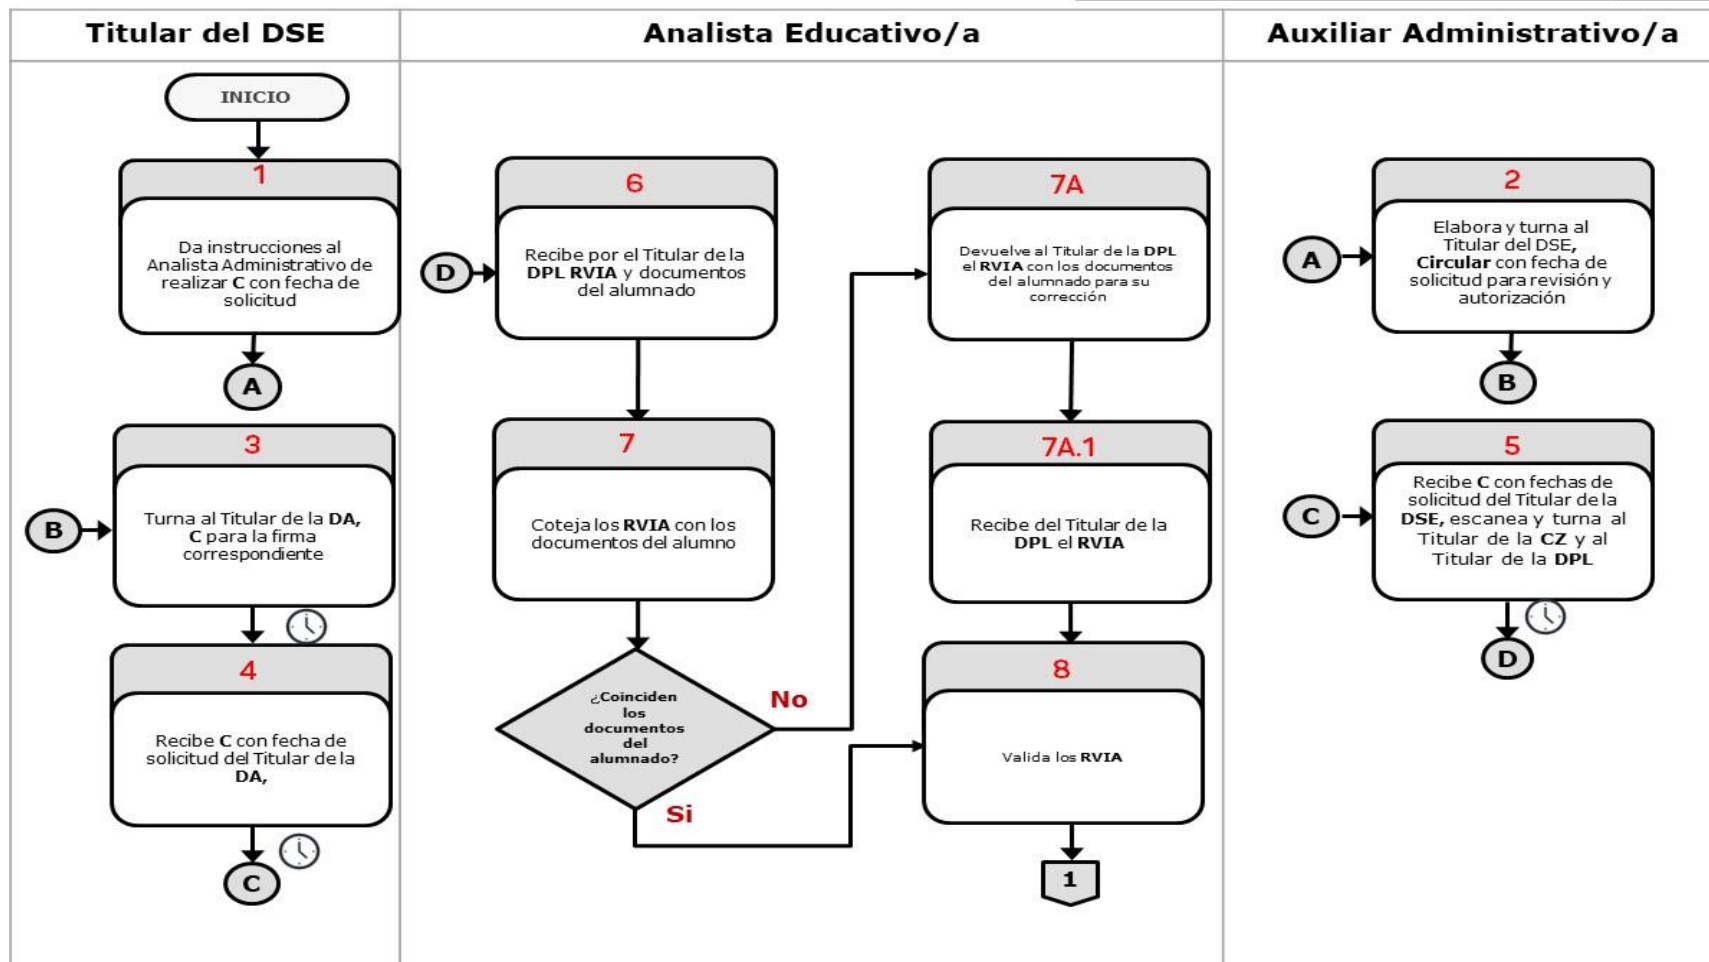 Titular del DSE
Analista Educativo/a
Auxiliar Administrativo/a
INICIO
1
Da instrucciones al
Analista Administrativo de
realizar C con fecha de
solicitud
A
3
B
Turna al Titular de la DA,
C para la firma
correspondiente
4
Recibe C con fecha de
solicitud del Titular de la
DA,
C
6
D
Recibe por el Titular de la
DPL RVIA y documentos
del alumnado
7
Coteja los RVIA con los
documentos del alumno
¿Coinciden
los
documentos
del
alumnado?
No
Si
7A
Devuelve al Titular de la DPL
el RVIA con los documentos
del alumnado para su
corrección
7A.1
Recibe del Titular de la
DPL el RVIA
8
Valida los RVIA
1
2
A
Elabora y turna al
Titular del DSE,
Circular con fecha de
solicitud para revisión y
autorización
B
5
C
Recibe C con fechas de
solicitud del Titular de la
DSE, escanea y turna al
Titular de la CZ y al
Titular de la DPL
D